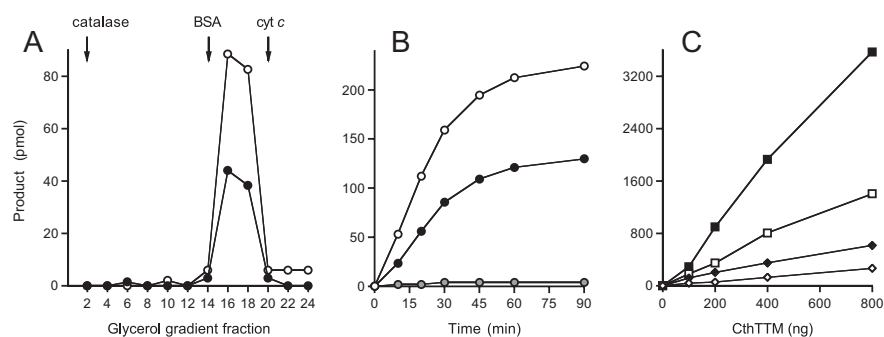 A
catalase
BSA
cyt c
Product (pmol)
80
60
40
20
0
2 4 6 8 10 12 14 16 18 20 22 24
Glycerol gradient fraction
B
200
150
100
50
0
0 15 30 45 60 75 90
Time (min)
C
3200
2400
1600
800
0
0 200 400 600 800
CthTTM (ng)